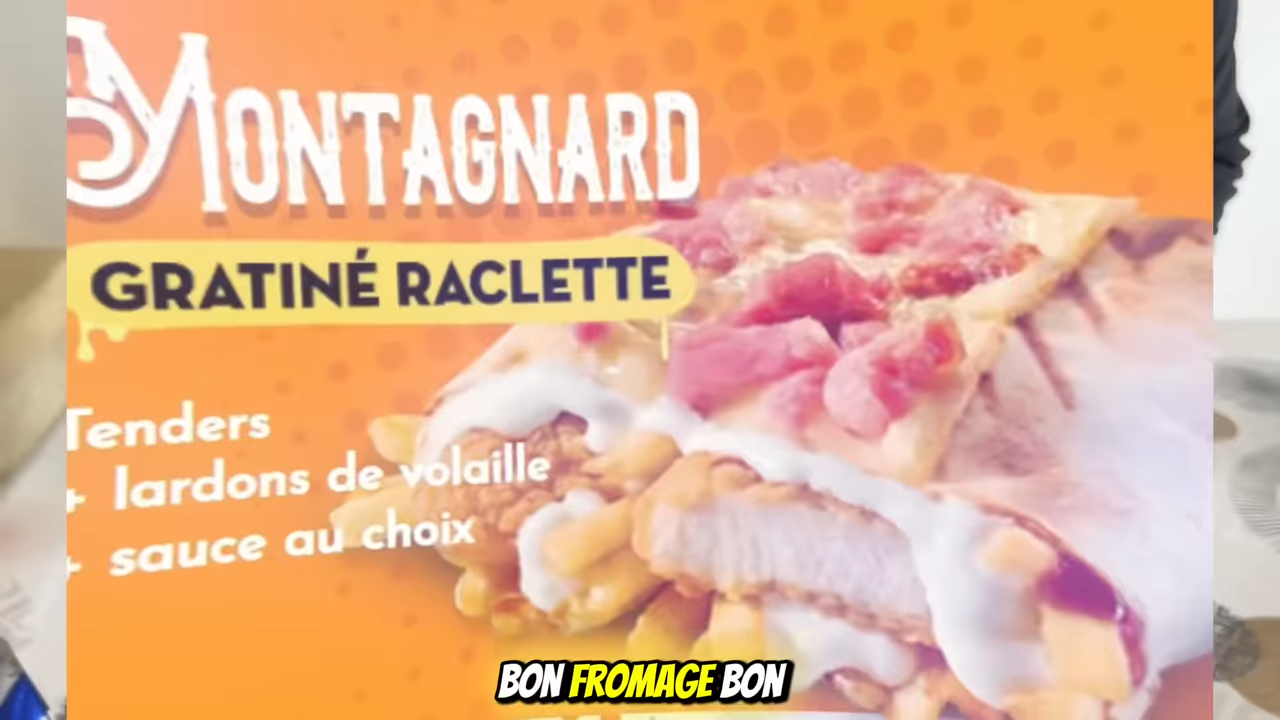 MONTAGNARD
GRATINÉ RACLETTE
Tenders
+ lardons de volaille
+ sauce au choix
BON FROMAGE BON